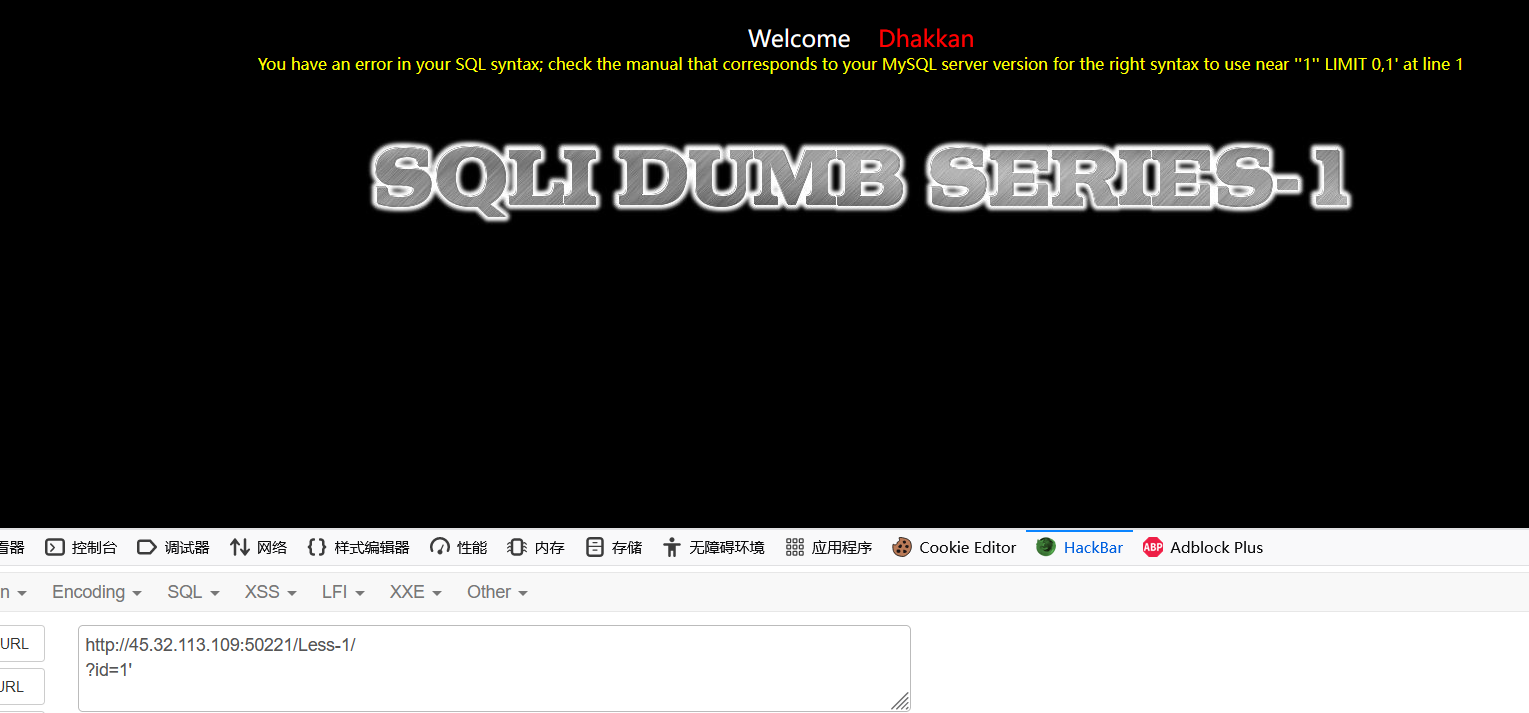 Welcome Dhakkan
You have an error in your SQL syntax; check the manual that corresponds to your MySQL server version for the right syntax to use near ''1'' LIMIT 0,1' at line 1
SQLI DUMB SERIES-1
看器 控制台 调试器 网络 {} 样式编辑器 性能 内存 存储 无障碍环境 应用程序 Cookie Editor HackBar ABP Adblock Plus
n Encoding SQL XSS LFI XXE Other
URL http://45.32.113.109:50221/Less-1/
?id=1'
URL